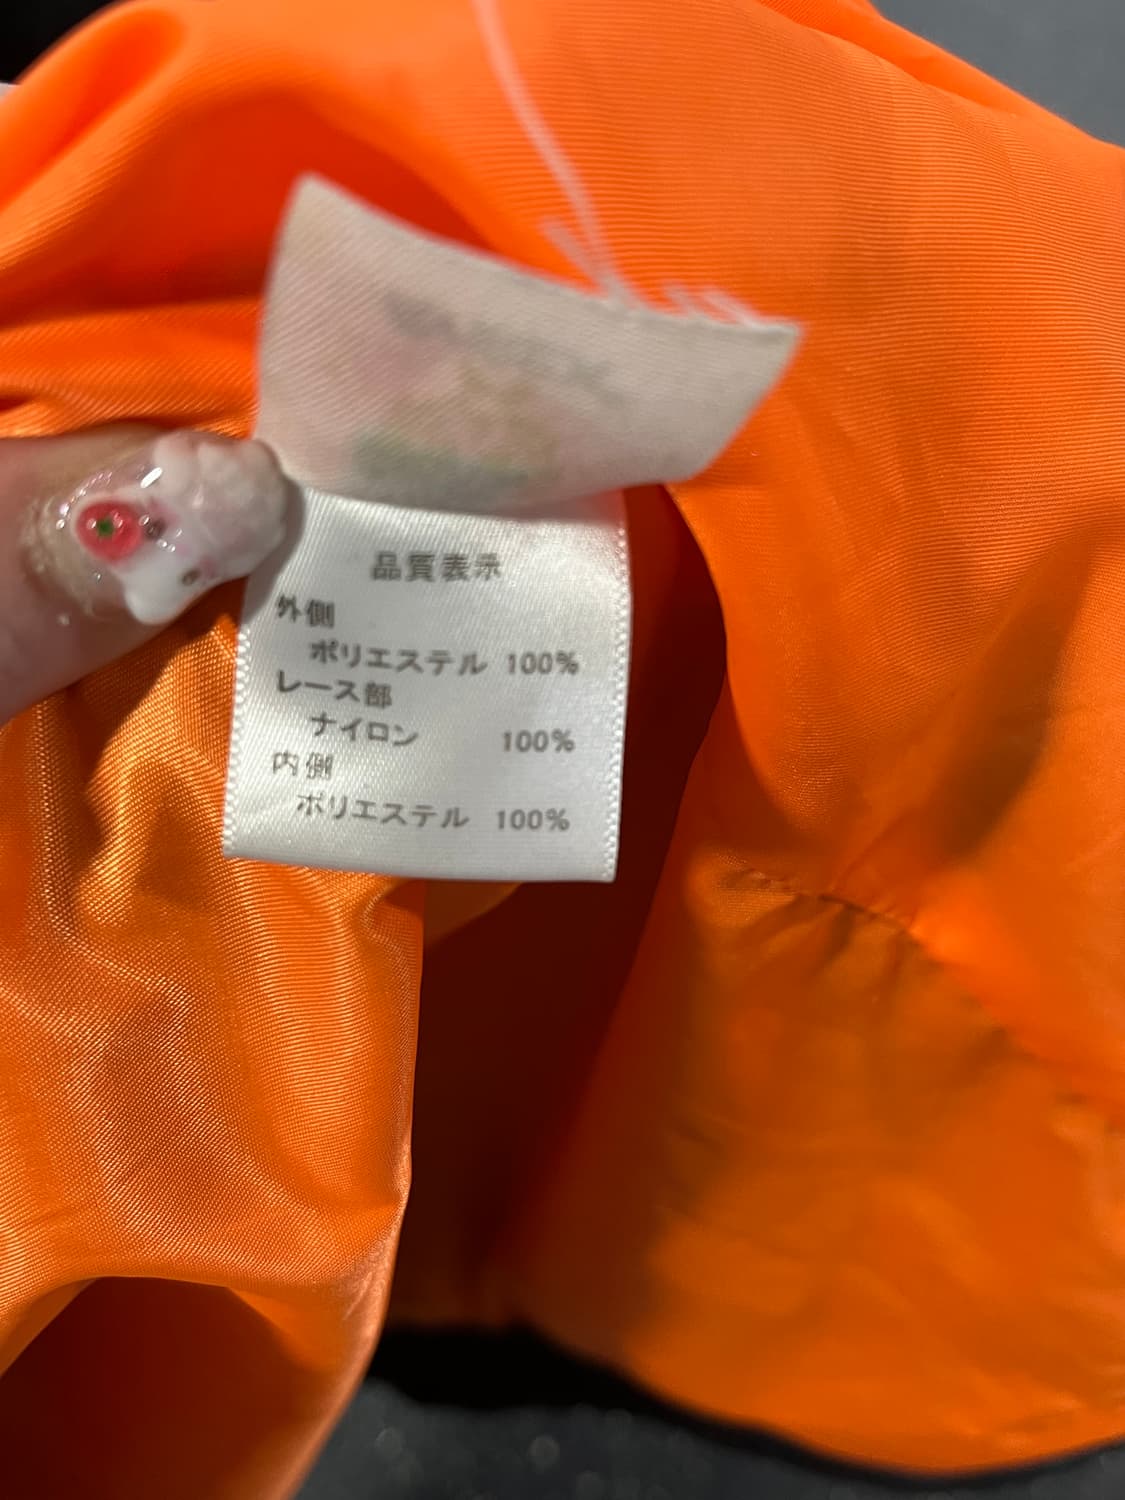 品質表示
外側
ポリエステル 100%
レース部
ナイロン 100%
内側
ポリエステル 100%